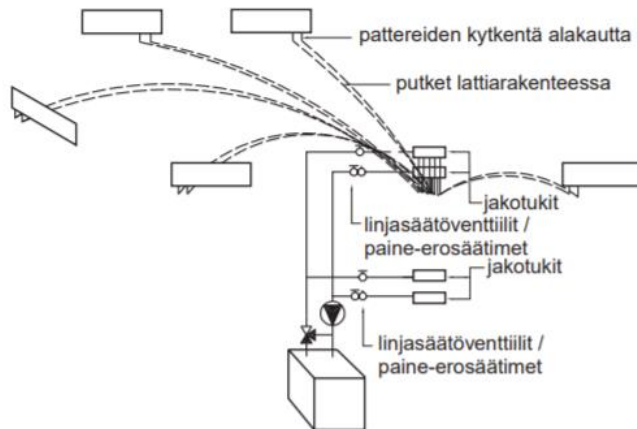 pattereiden kytkentä alakautta
putket lattiarakenteessa
jakotukit
linjasäätöventtiilit /
paine-erosäätimet
jakotukit
linjasäätöventtiilit /
paine-erosäätimet